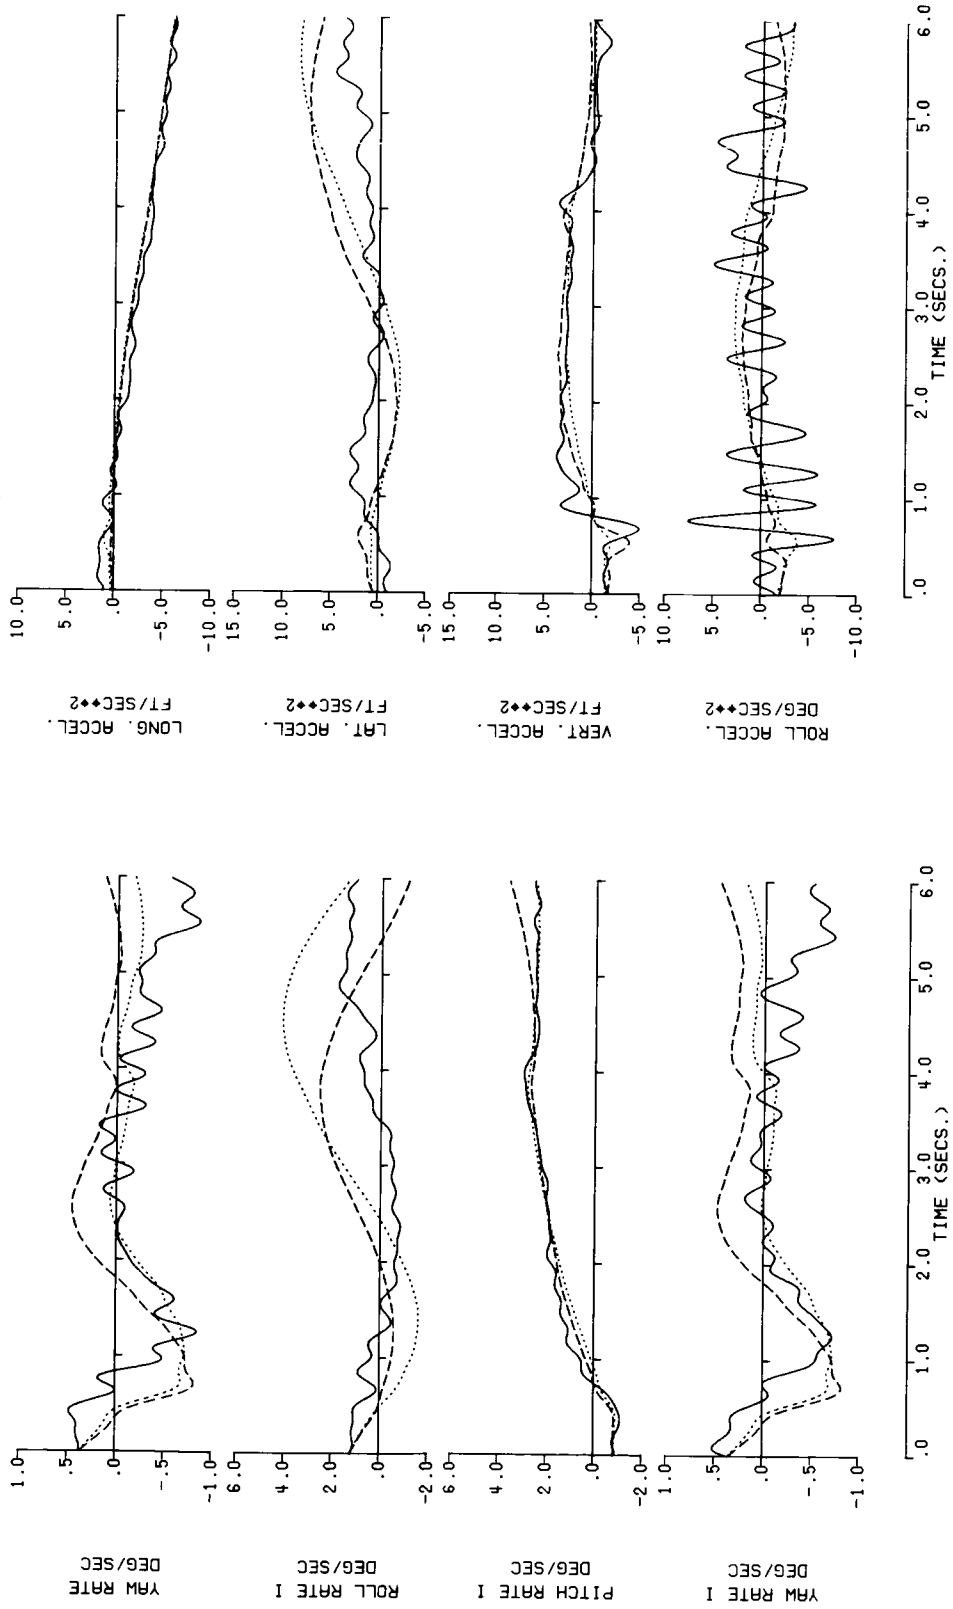 YAW RATE
DEG/SEC
1.0
.5
.0
-.5
-1.0
ROLL RATE I
DEG/SEC
6.0
4.0
2.0
.0
-2.0
PITCH RATE I
DEG/SEC
6.0
4.0
2.0
.0
-2.0
YAW RATE I
DEG/SEC
1.0
.5
.0
-.5
-1.0
.0 1.0 2.0 3.0 4.0 5.0 6.0
TIME (SECS.)
LONG. ACCEL.
FT/SEC**2
10.0
5.0
.0
-5.0
-10.0
LAT. ACCEL.
FT/SEC**2
15.0
10.0
5.0
.0
-5.0
VERT. ACCEL.
FT/SEC**2
15.0
10.0
5.0
.0
-5.0
ROLL ACCEL.
DEG/SEC**2
10.0
5.0
.0
-5.0
-10.0
.0 1.0 2.0 3.0 4.0 5.0 6.0
TIME (SECS.)